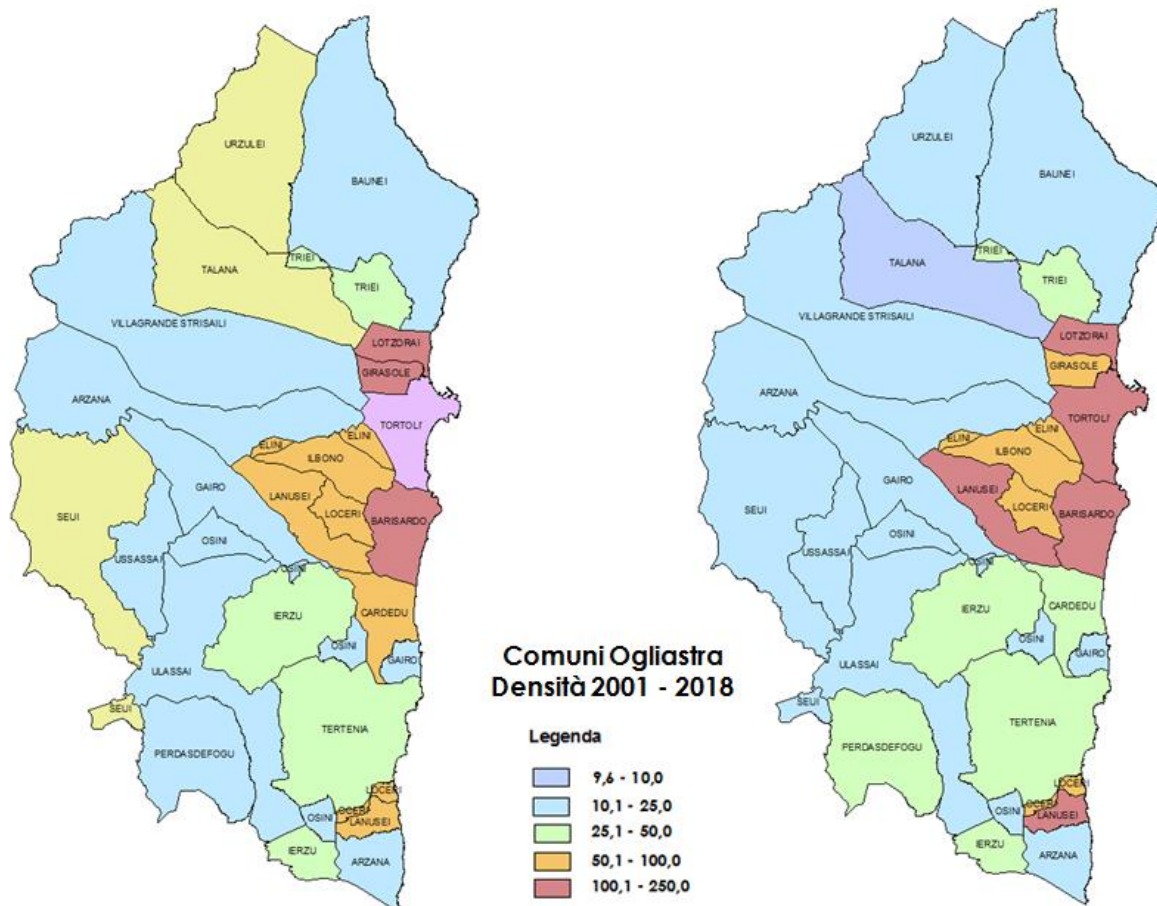 URZULEI
BAUNEI
TALANA
TRIEI
TRIEI
VILLAGRANDE STRISAILI
LOTZORAI
GIRASOLE
ARZANA
TORTOLI'
ELINI
ELINI
ILBONO
GAIRO
LANUSEI
LOCERI
SEUI
BARISARDO
OSINI
USSASSAI
OSINI
IERZU
CARDEDU
OSINI
GAIRO
ULASSAI
SEUI
TERTENIA
PERDASDEFOGU
LOCERI
LOCERI
OSINI
LANUSEI
IERZU
ARZANA
Comuni Ogliastra
Densità 2001 - 2018
Legenda
9,6 - 10,0
10,1 - 25,0
25,1 - 50,0
50,1 - 100,0
100,1 - 250,0
URZULEI
BAUNEI
TRIEI
TALANA
TRIEI
VILLAGRANDE STRISAILI
LOTZORAI
GIRASOLE
ARZANA
TORTOLI'
ELINI
ELINI
ILBONO
GAIRO
LANUSEI
LOCERI
SEUI
BARISARDO
OSINI
USSASSAI
OSINI
IERZU
CARDEDU
OSINI
GAIRO
ULASSAI
SEUI
TERTENIA
PERDASDEFOGU
LOCERI
OCERI
OSINI
LANUSEI
IERZU
ARZANA